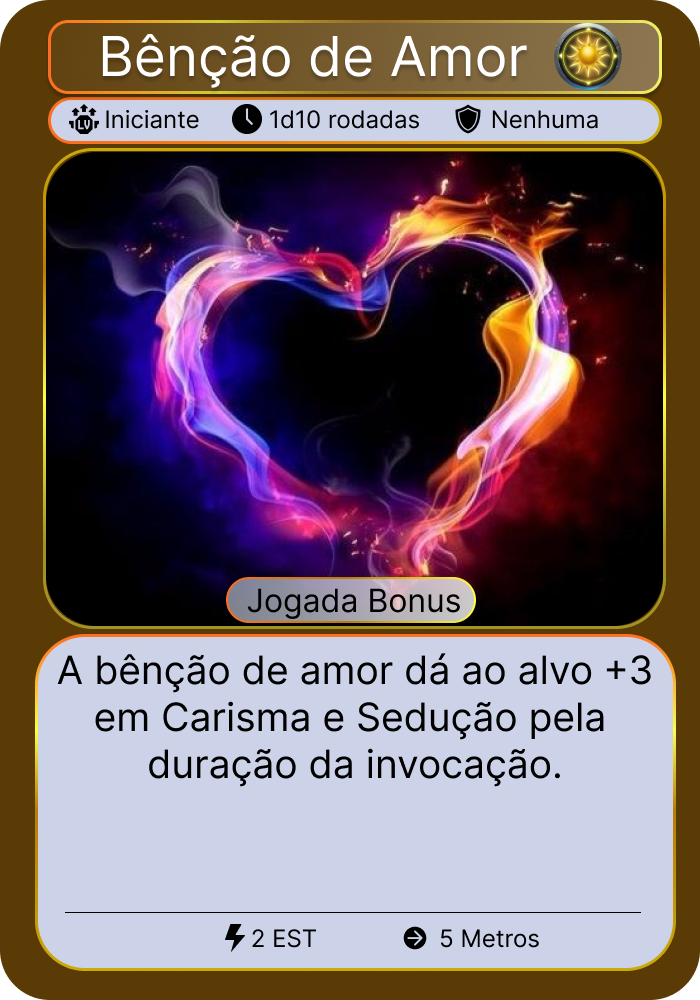 Bênção de Amor
LV Iniciante 1d10 rodadas Nenhuma
Jogada Bonus
A bênção de amor dá ao alvo +3
em Carisma e Sedução pela
duração da invocação.
2 EST 5 Metros